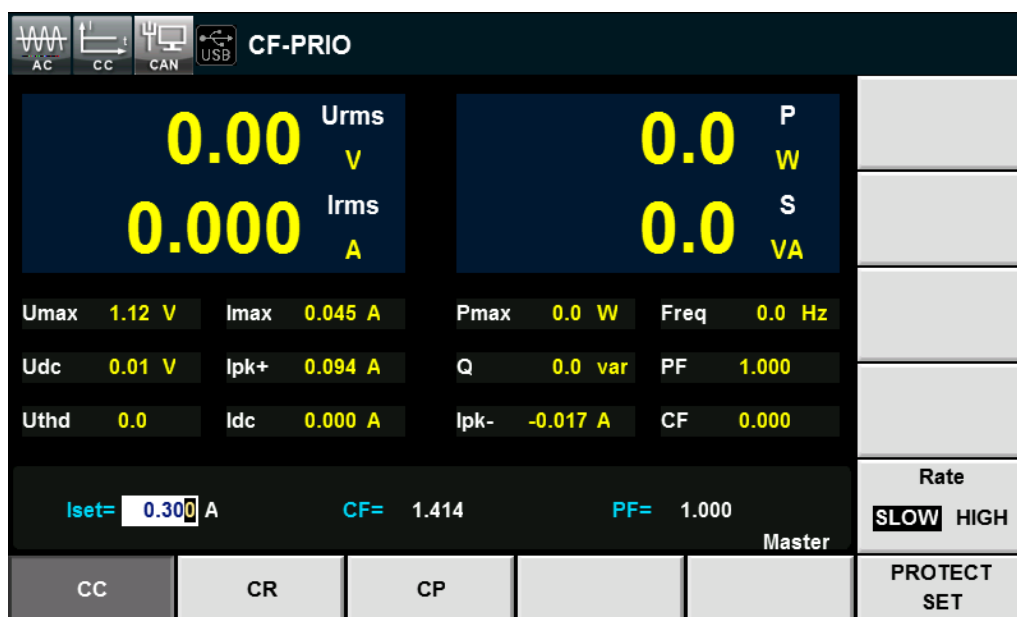 AC CC CAN USB CF-PRIO
I t
0.00 Urms V
0.0 P W
0.000 Irms A
0.0 S VA
Umax 1.12 V Imax 0.045 A Pmax 0.0 W Freq 0.0 Hz
Udc 0.01 V Ipk+ 0.094 A Q 0.0 var PF 1.000
Uthd 0.0 Idc 0.000 A Ipk- -0.017 A CF 0.000
Iset= 0.300 A CF= 1.414 PF= 1.000
Master
Rate
SLOW HIGH
CC CR CP
PROTECT
SET